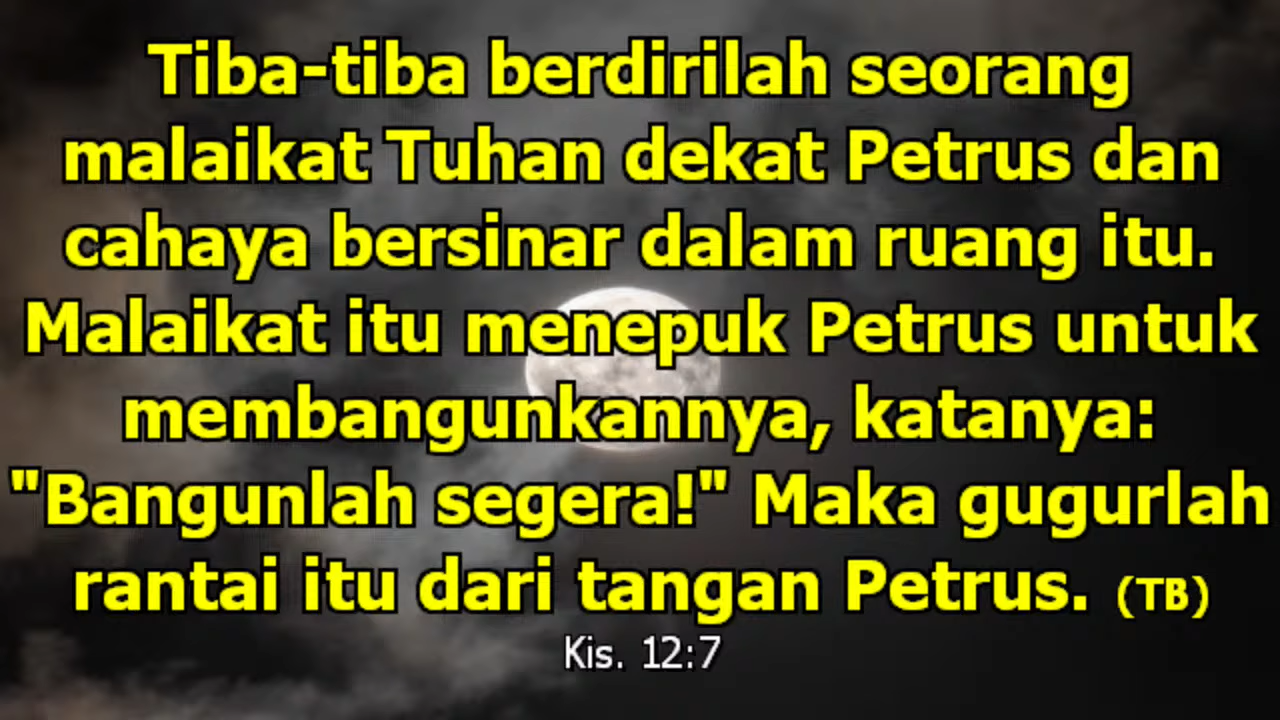 Tiba-tiba berdirilah seorang
malaikat Tuhan dekat Petrus dan
cahaya bersinar dalam ruang itu.
Malaikat itu menepuk Petrus untuk
membangunkannya, katanya:
"Bangunlah segera!" Maka gugurlah
rantai itu dari tangan Petrus. (TB)
Kis. 12:7